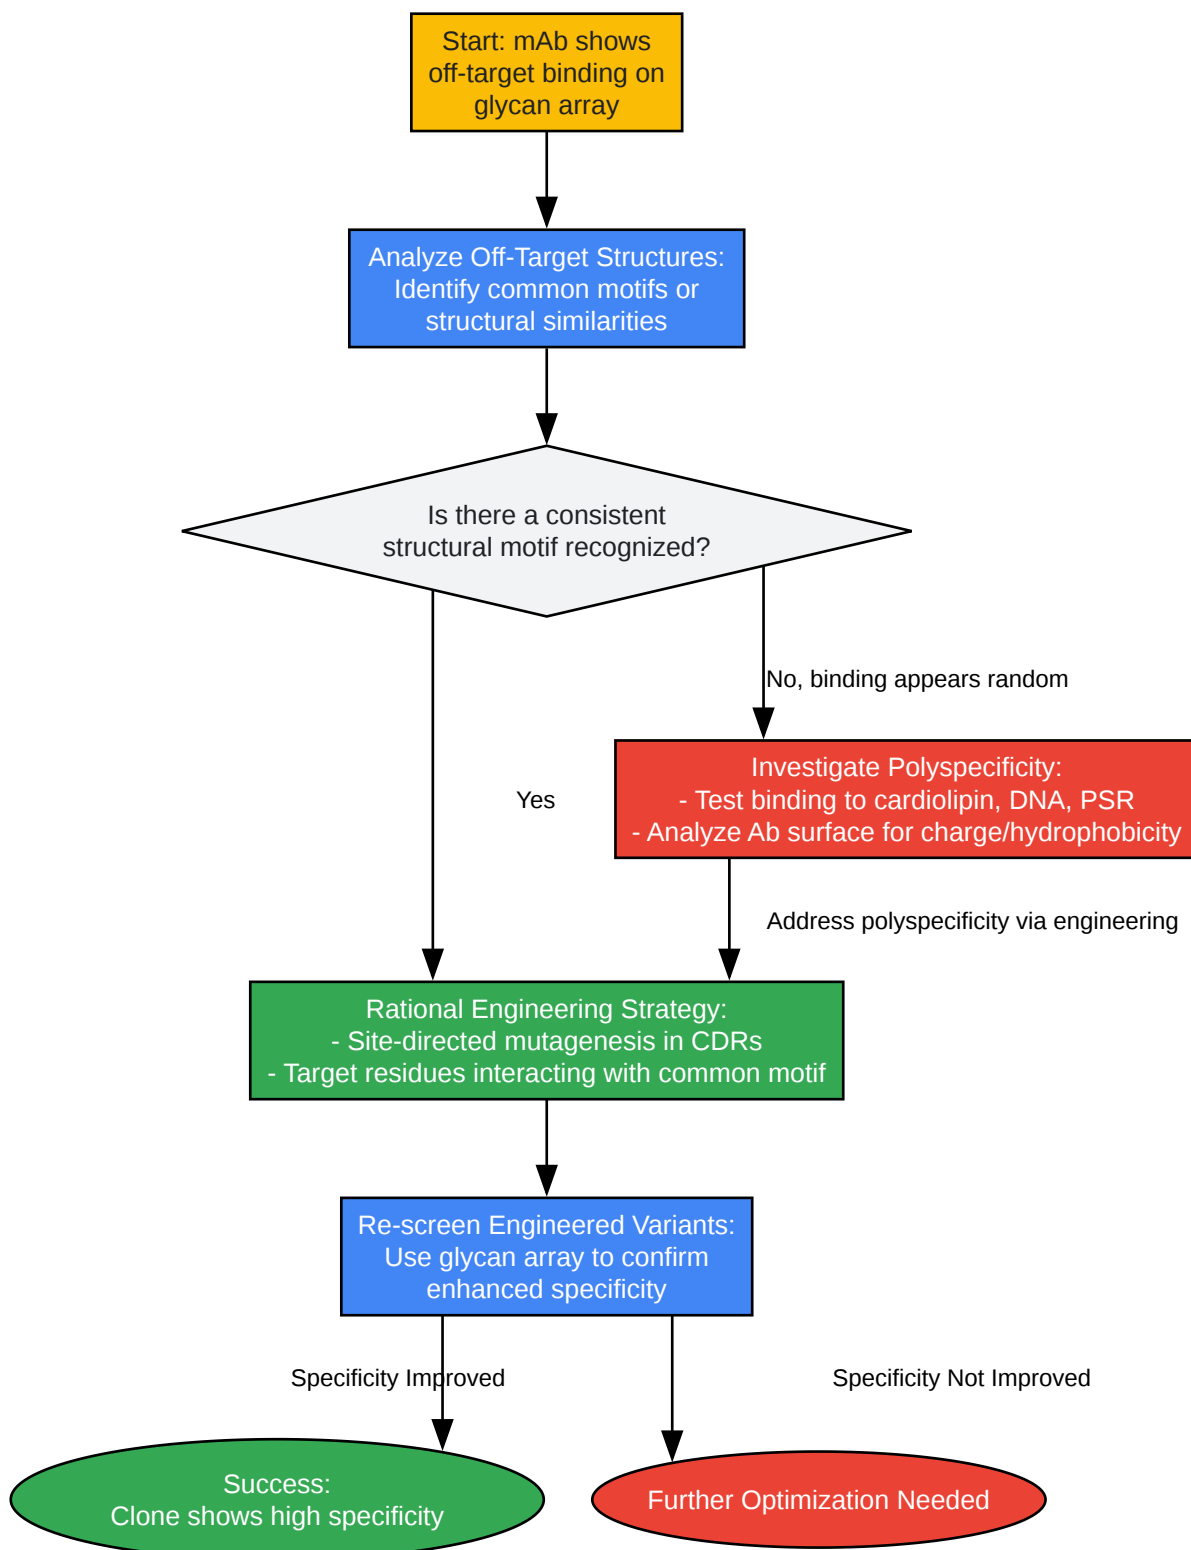 Start: mAb shows
off-target binding on
glycan array
Analyze Off-Target Structures:
Identify common motifs or
structural similarities
Is there a consistent
structural motif recognized?
No, binding appears random
Investigate Polyspecificity:
- Test binding to cardiolipin, DNA, PSR
- Analyze Ab surface for charge/hydrophobicity
Yes
Address polyspecificity via engineering
Rational Engineering Strategy:
- Site-directed mutagenesis in CDRs
- Target residues interacting with common motif
Re-screen Engineered Variants:
Use glycan array to confirm
enhanced specificity
Specificity Improved
Specificity Not Improved
Success:
Clone shows high specificity
Further Optimization Needed